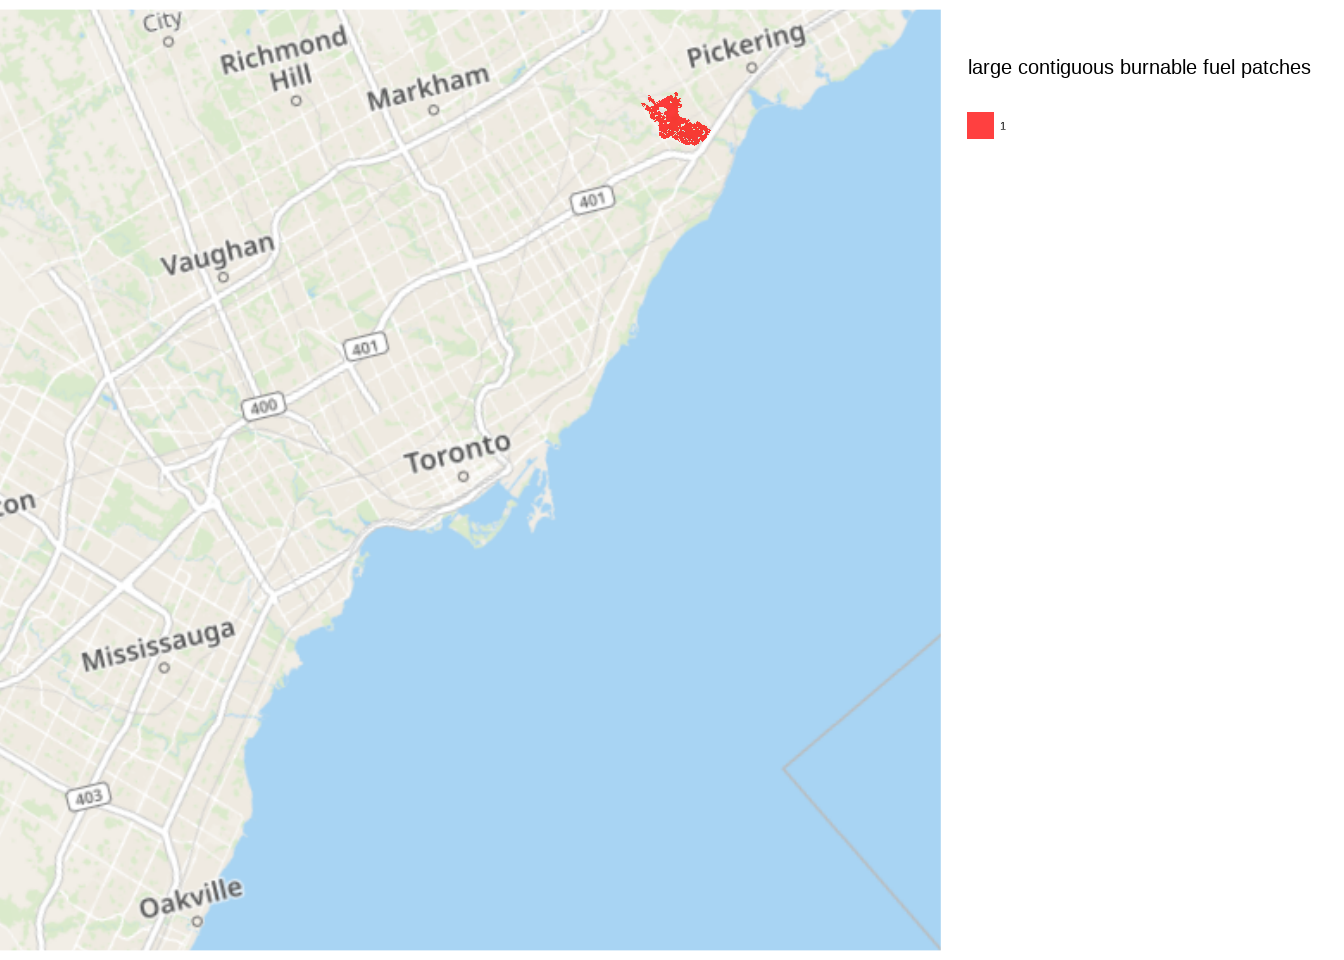 City
Richmond
Hill
Markham
Pickering
large contiguous burnable fuel patches
1
401
Vaughan
401
400
Toronto
ton
Mississauga
403
Oakville